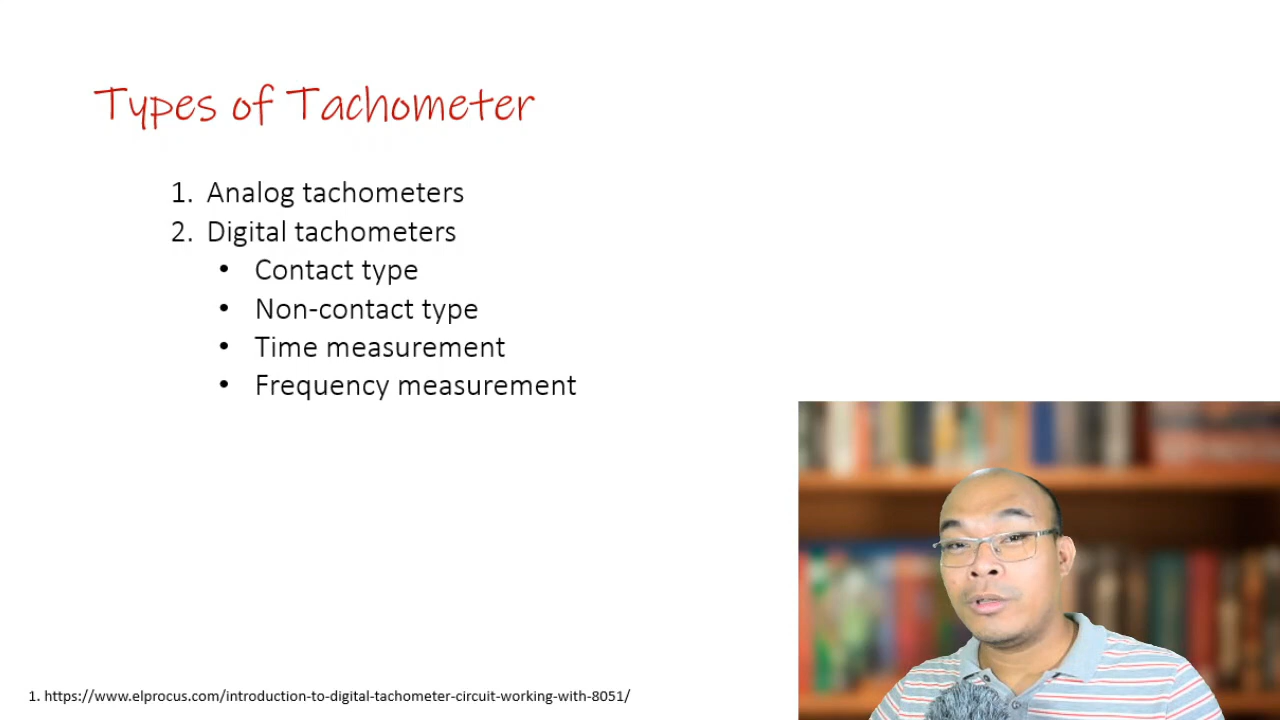 Types of Tachometer
1. Analog tachometers
2. Digital tachometers
• Contact type
• Non-contact type
• Time measurement
• Frequency measurement
1. https://www.elprocus.com/introduction-to-digital-tachometer-circuit-working-with-8051/